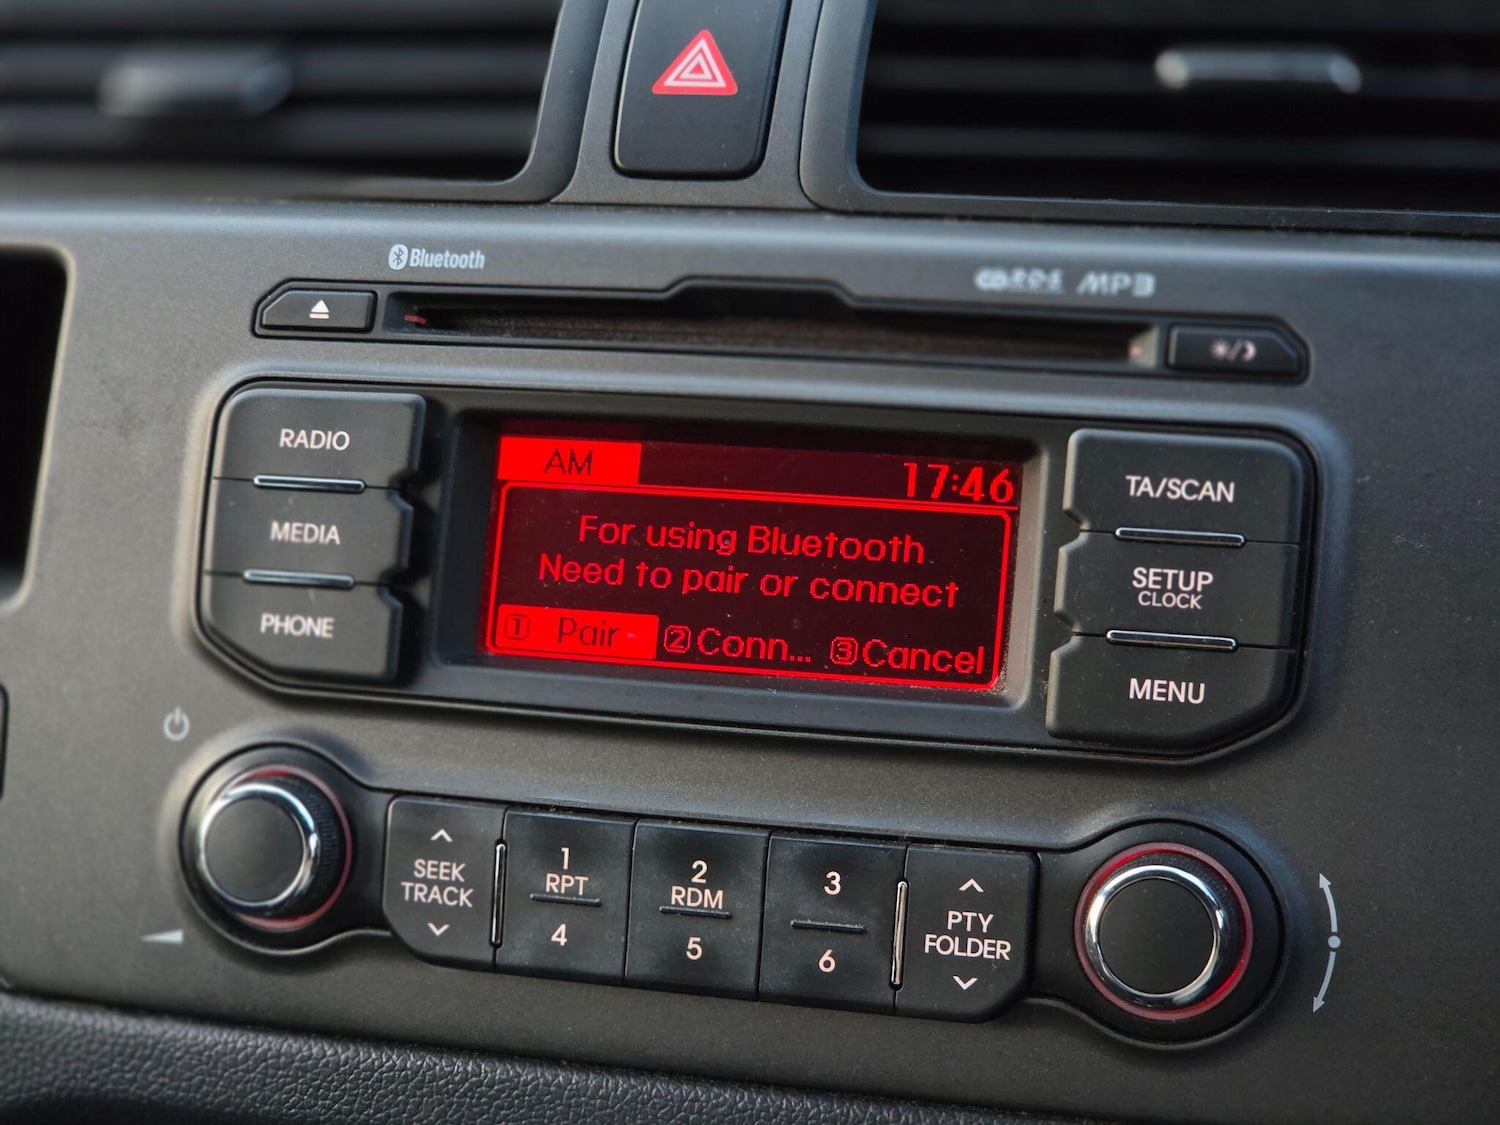 Bluetooth
MP3
RADIO
MEDIA
PHONE
AM
17:46
For using Bluetooth
Need to pair or connect
1 Pair
2 Conn...
3 Cancel
TA/SCAN
SETUP
CLOCK
MENU
SEEK
TRACK
1
RPT
4
2
RDM
5
3
6
PTY
FOLDER